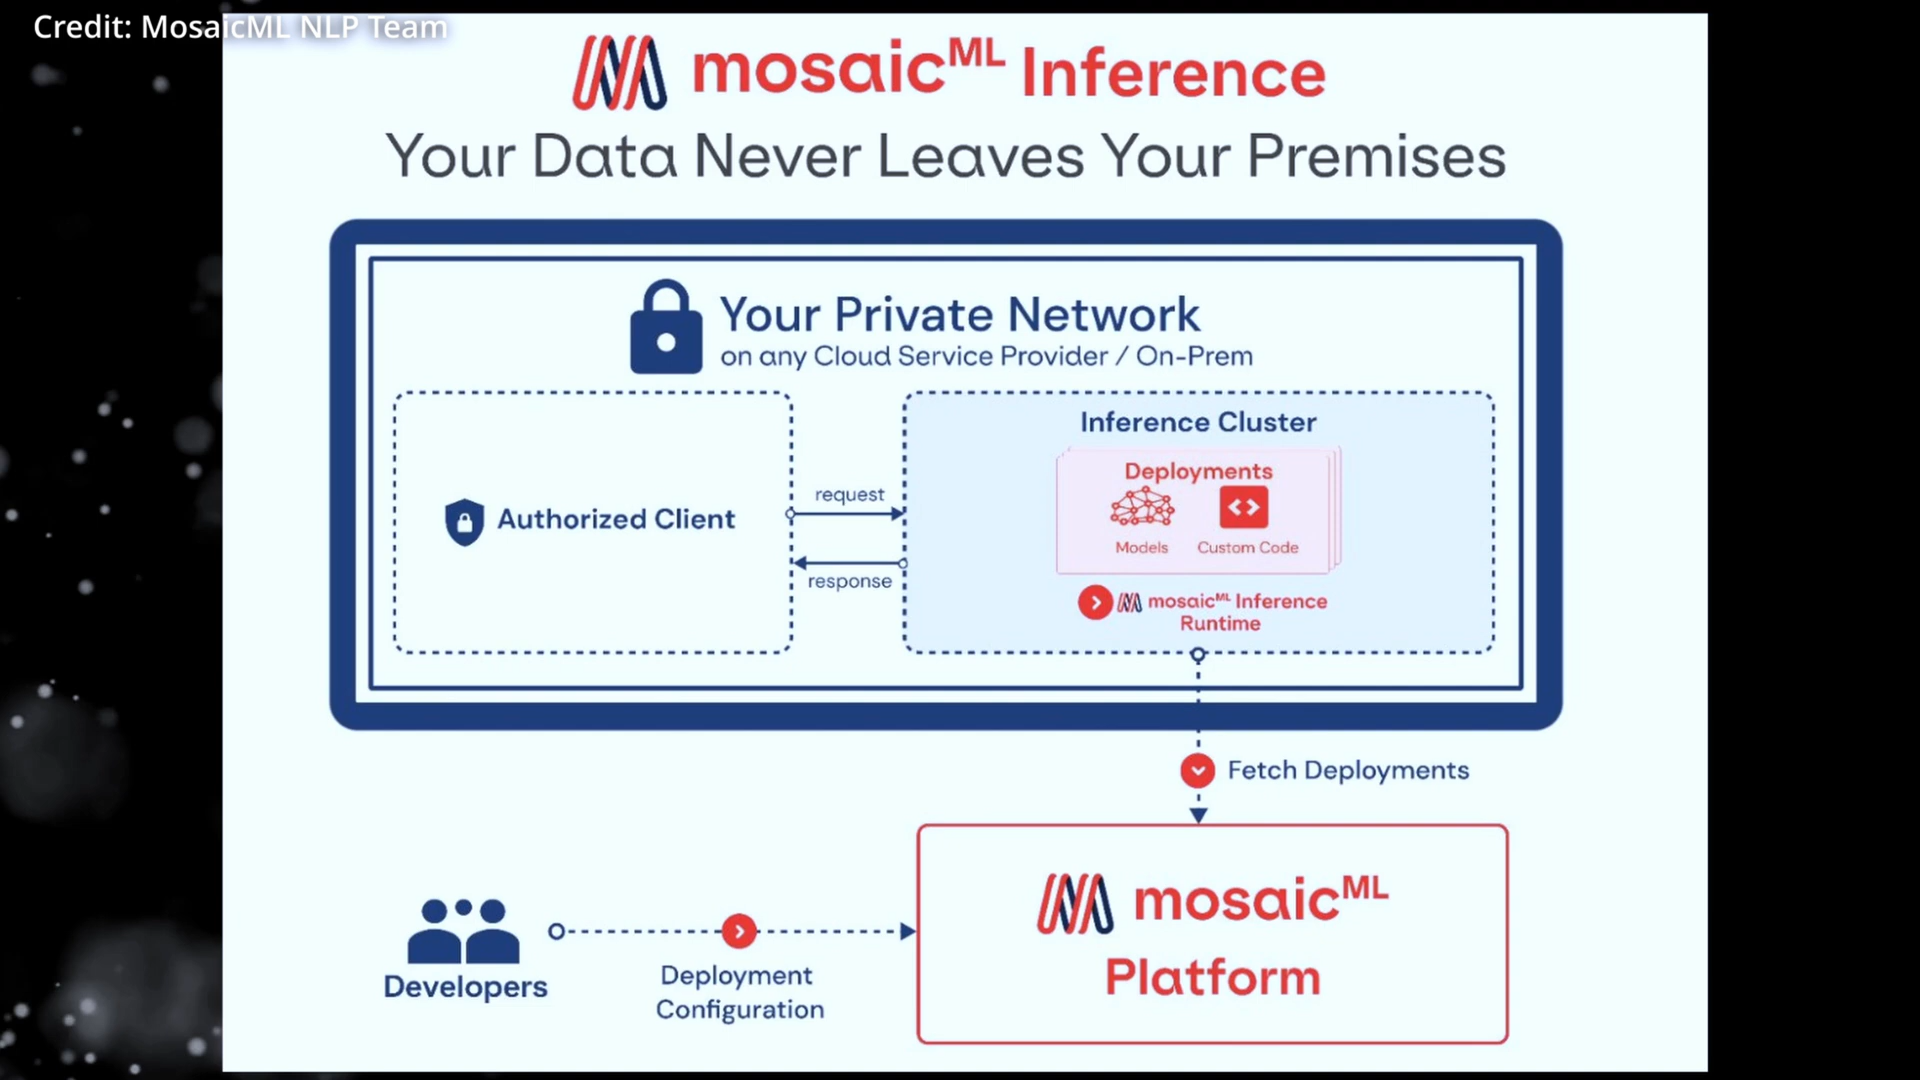 Credit: MosaicML NLP Team
mosaicML Inference
Your Data Never Leaves Your Premises
Your Private Network
on any Cloud Service Provider / On-Prem
Authorized Client
request
response
Inference Cluster
Deployments
Models
Custom Code
mosaicML Inference
Runtime
Fetch Deployments
Developers
Deployment
Configuration
mosaicML
Platform